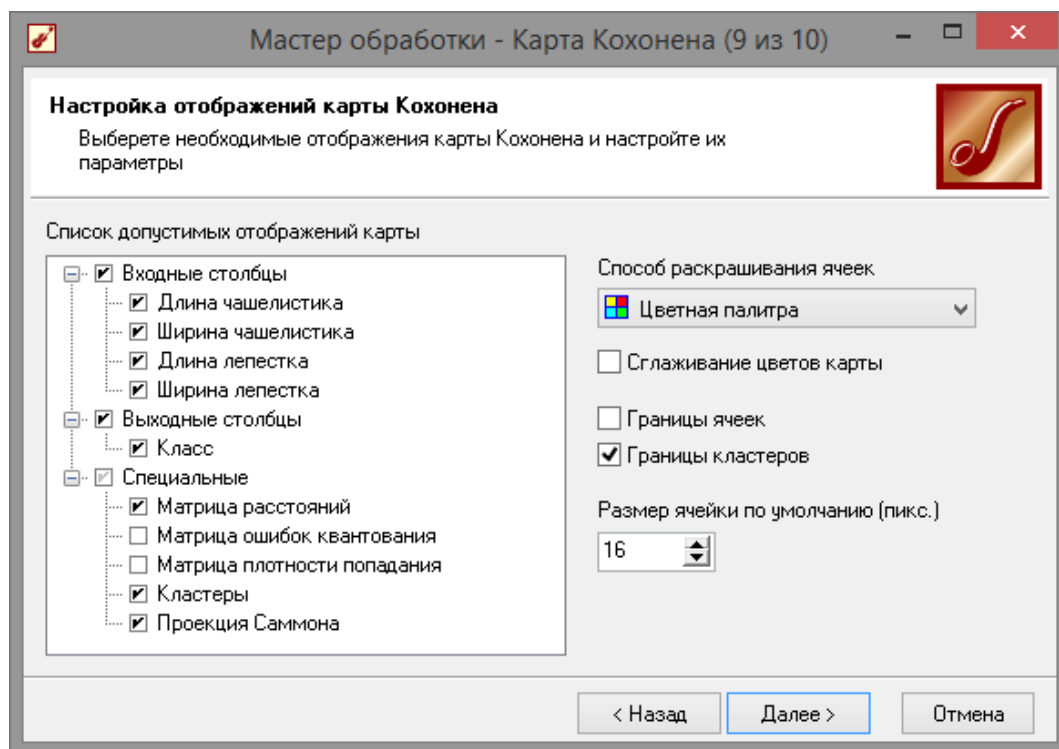 Мастер обработки - Карта Кохонена (9 из 10)
Настройка отображений карты Кохонена
Выберете необходимые отображения карты Кохонена и настройте их
параметры
Список допустимых отображений карты
Входные столбцы
Длина чашелистика
Ширина чашелистика
Длина лепестка
Ширина лепестка
Выходные столбцы
Класс
Специальные
Матрица расстояний
Матрица ошибок квантования
Матрица плотности попадания
Кластеры
Проекция Саммона
Способ раскрашивания ячеек
Цветная палитра
Сглаживание цветов карты
Границы ячеек
Границы кластеров
Размер ячейки по умолчанию (пикс.)
16
< Назад
Далее >
Отмена